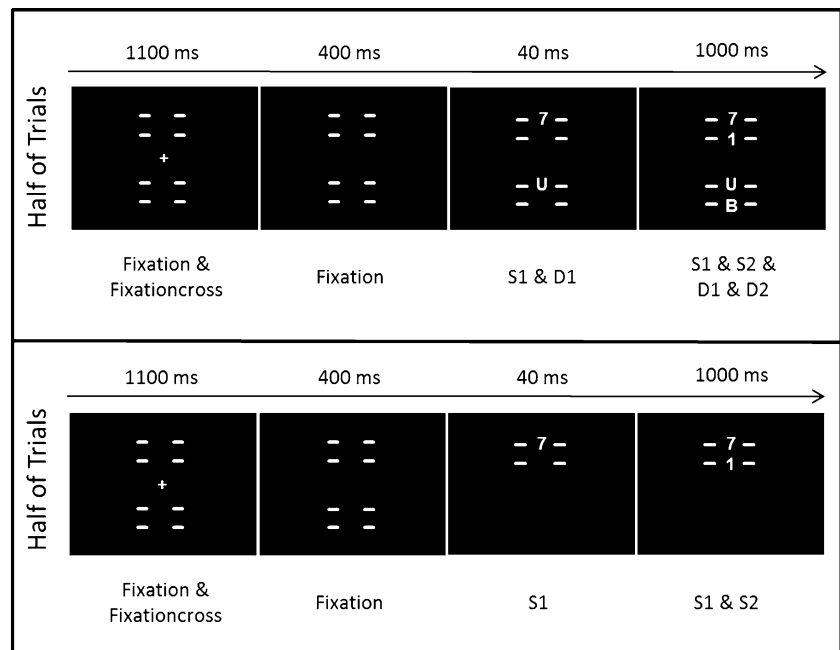 1100 ms 400 ms 40 ms 1000 ms
Half of Trials
+
7
U
7
1
U
B
Fixation &
Fixationcross
Fixation
S1 & D1
S1 & S2 &
D1 & D2
1100 ms 400 ms 40 ms 1000 ms
Half of Trials
+
7
7
1
Fixation &
Fixationcross
Fixation
S1
S1 & S2